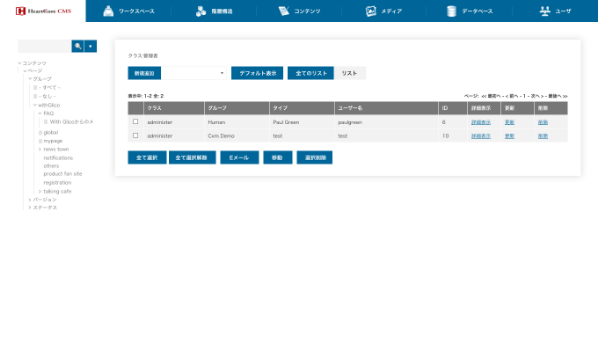 HeartCore CMS
ワークスペース
階層構造
コンテンツ
メディア
データベース
ユーザ
コンテンツ
ページ
グループ
- すべて -
- なし -
withGlico
FAQ
With Glicoからのメ
global
mypage
news town
notifications
others
product fan site
registration
talking cafe
バージョン
ステータス
クラス:管理者
新規追加
デフォルト表示
全てのリスト
リスト
表示中: 1-2 全: 2
ページ: << 最初へ - < 前へ - 1 - 次へ > - 最後へ >>
クラス グループ タイプ ユーザー名 ID 詳細表示 更新 削除
administer Human Paul Green paulgreen 詳細表示 更新 削除
administer Com Demo test test 10 詳細表示 更新 削除
全て選択
全て選択解除
Eメール
移動
選択削除